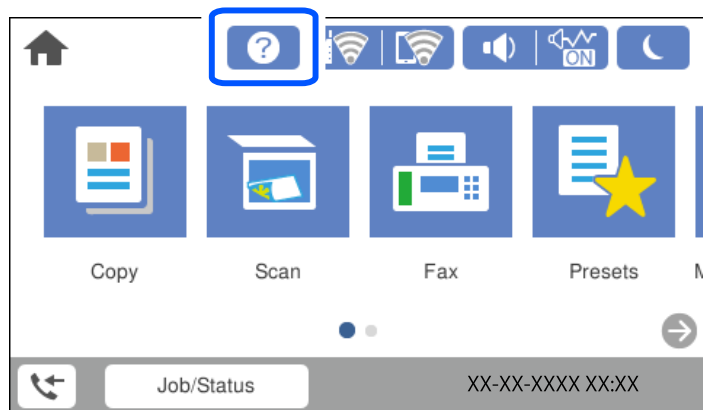 ?
ON
Copy
Scan
Fax
Presets
Job/Status
XX-XX-XXXX XX:XX